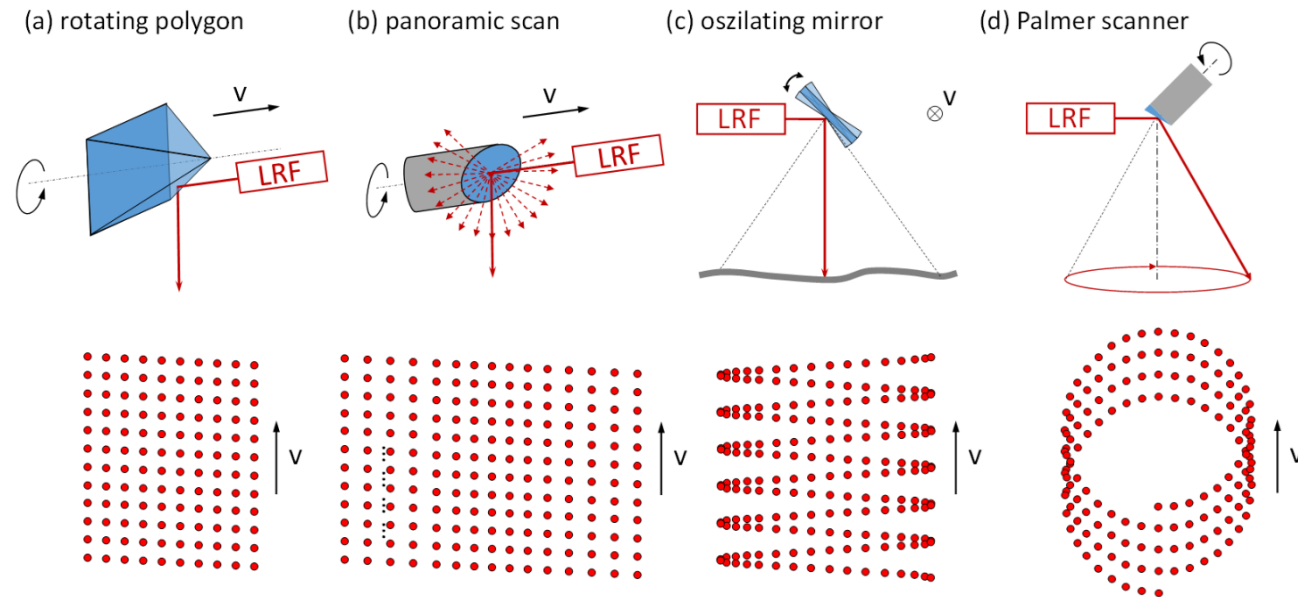 (a) rotating polygon
(b) panoramic scan
(c) oszilating mirror
(d) Palmer scanner
v
LRF
v
LRF
LRF
v
LRF
v
v
v
v